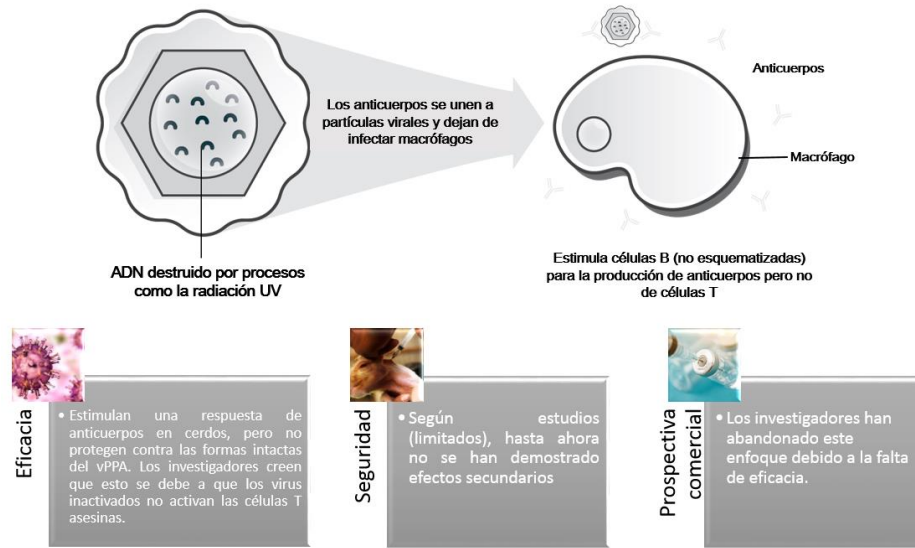 Los anticuerpos se unen a
partículas virales y dejan de
infectar macrófagos
Anticuerpos
Macrófago
ADN destruido por procesos
como la radiación UV
Estimula células B (no esquematizadas)
para la producción de anticuerpos pero no
de células T
Eficacia
• Estimulan una respuesta de
anticuerpos en cerdos, pero no
protegen contra las formas intactas
del vPPA. Los investigadores creen
que esto se debe a que los virus
inactivados no activan las células T
asesinas.
Seguridad
• Según estudios
(limitados), hasta ahora
no se han demostrado
efectos secundarios
Prospectiva
comercial
• Los investigadores han
abandonado este
enfoque debido a la falta
de eficacia.